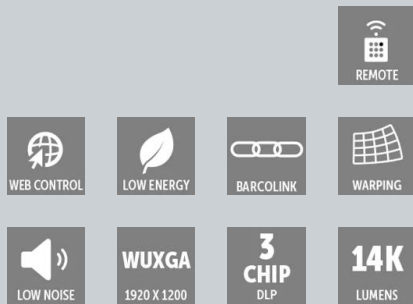 REMOTE
WEB CONTROL
LOW ENERGY
BARCOLINK
WARPING
LOW NOISE
WUXGA
1920 X 1200
3
CHIP
DLP
14K
LUMENS